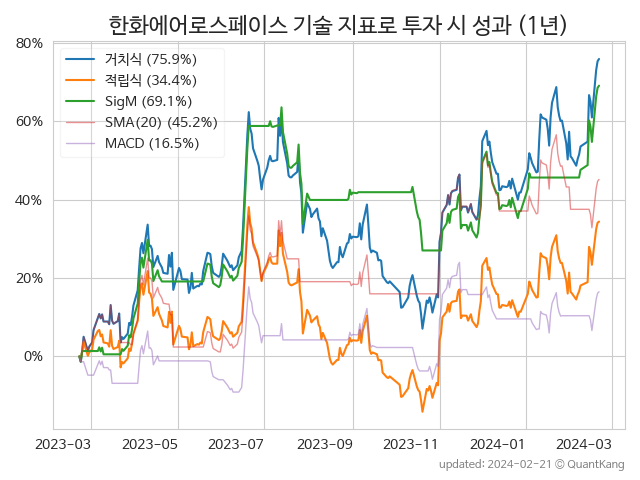 한화에어로스페이스 기술 지표로 투자 시 성과 (1년)
80%
60%
40%
20%
0%
거치식 (75.9%)
적립식 (34.4%)
SigM (69.1%)
SMA(20) (45.2%)
MACD (16.5%)
2023-03 2023-05 2023-07 2023-09 2023-11 2024-01 2024-03
updated: 2024-02-21 © QuantKang